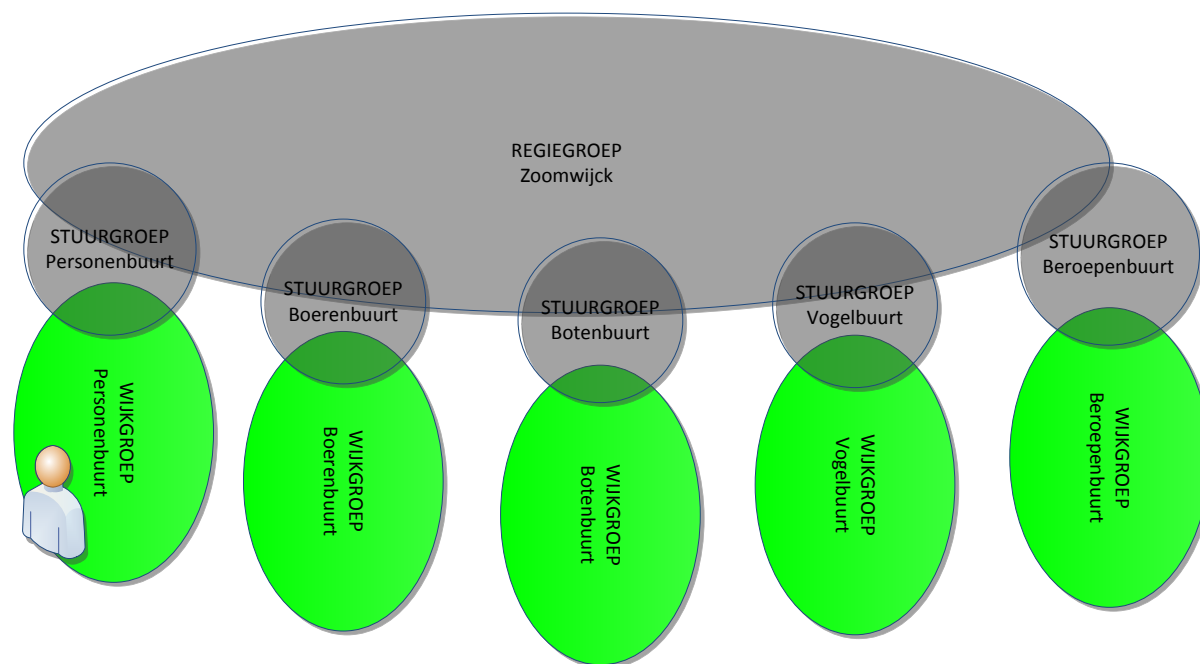 REGIEGROEP
Zoomwijck
STUURGROEP
Personenbuurt
STUURGROEP
Boerenbuurt
STUURGROEP
Botenbuurt
STUURGROEP
Vogelbuurt
STUURGROEP
Beroepenbuurt
WIJKGROEP
Personenbuurt
WIJKGROEP
Boerenbuurt
WIJKGROEP
Botenbuurt
WIJKGROEP
Vogelbuurt
WIJKGROEP
Beroepenbuurt